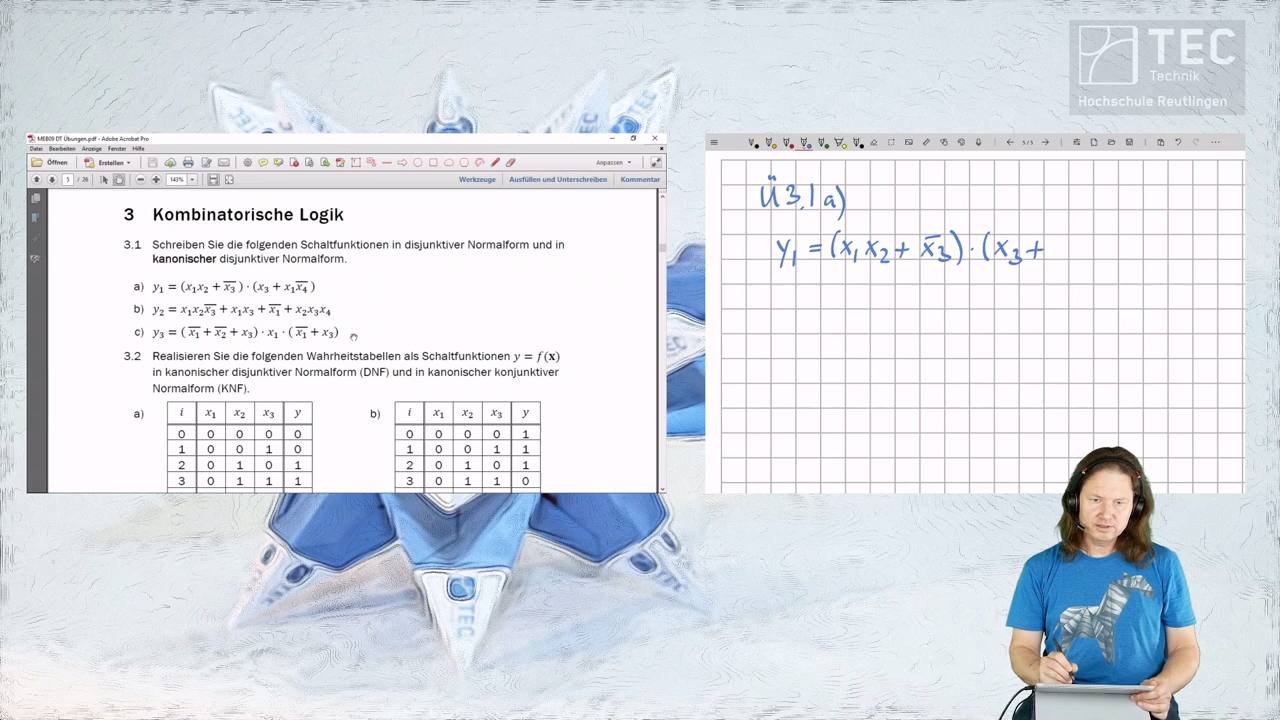 TEC
Technik
Hochschule Reutlingen
MEB09 DT Übungen.pdf - Adobe Acrobat Pro
Datei Bearbeiten Anzeige Fenster Hilfe
Öffnen Erstellen Anpassen
5 / 26 143% Werkzeuge Ausfüllen und Unterschreiben Kommentar
3 Kombinatorische Logik
3.1 Schreiben Sie die folgenden Schaltfunktionen in disjunktiver Normalform und in
kanonischer disjunktiver Normalform.
a) y₁ = (x₁x₂ + x̅₃) · (x₃ + x₁x̅₄)
b) y₂ = x₁x₂x̅₃ + x₁x₃ + x̅₁ + x₂x₃x₄
c) y₃ = (x̅₁ + x̅₂ + x₃) · x₁ · (x̅₁ + x₃)
3.2 Realisieren Sie die folgenden Wahrheitstabellen als Schaltfunktionen y = f(x)
in kanonischer disjunktiver Normalform (DNF) und in kanonischer konjunktiver
Normalform (KNF).
a) i x₁ x₂ x₃ y
0 0 0 0 0
1 0 0 1 0
2 0 1 0 1
3 0 1 1 1
b) i x₁ x₂ x₃ y
0 0 0 0 1
1 0 0 1 1
2 0 1 0 1
3 0 1 1 0
5/5
Ü 3.1 a)
y₁ = (x₁ x₂ + x̅₃) · (x₃ +
TEC
TEC